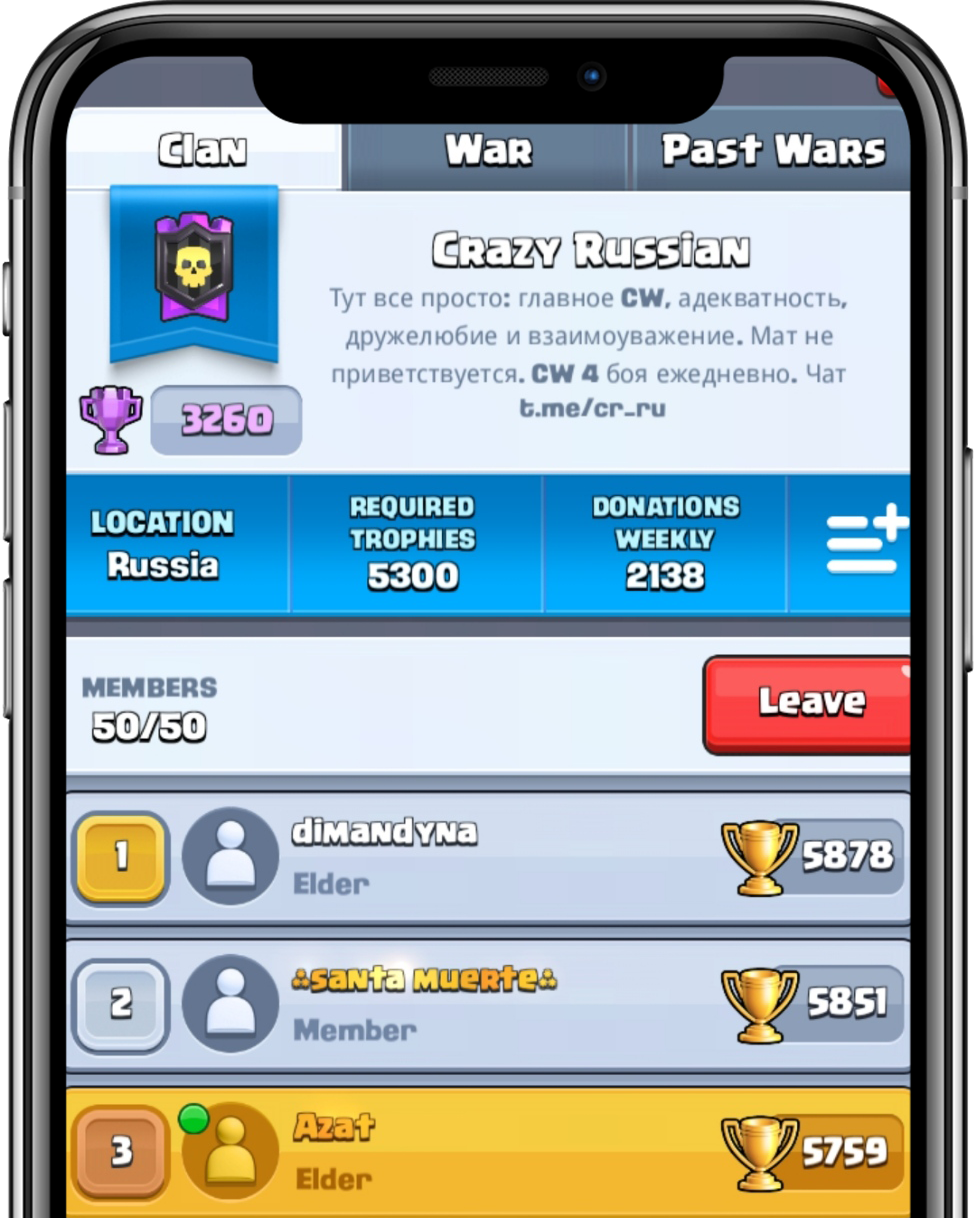 Clan
War
Past Wars
Crazy Russian
Тут все просто: главное CW, адекватность,
дружелюбие и взаимоуважение. Мат не
приветствуется. CW 4 боя ежедневно. Чат
t.me/cr_ru
3260
LOCATION
Russia
REQUIRED
TROPHIES
5300
DONATIONS
WEEKLY
2138
MEMBERS
50/50
Leave
1
dimandyna
Elder
5878
2
ஃsanta muerteஃ
Member
5851
3
Azat
Elder
5759